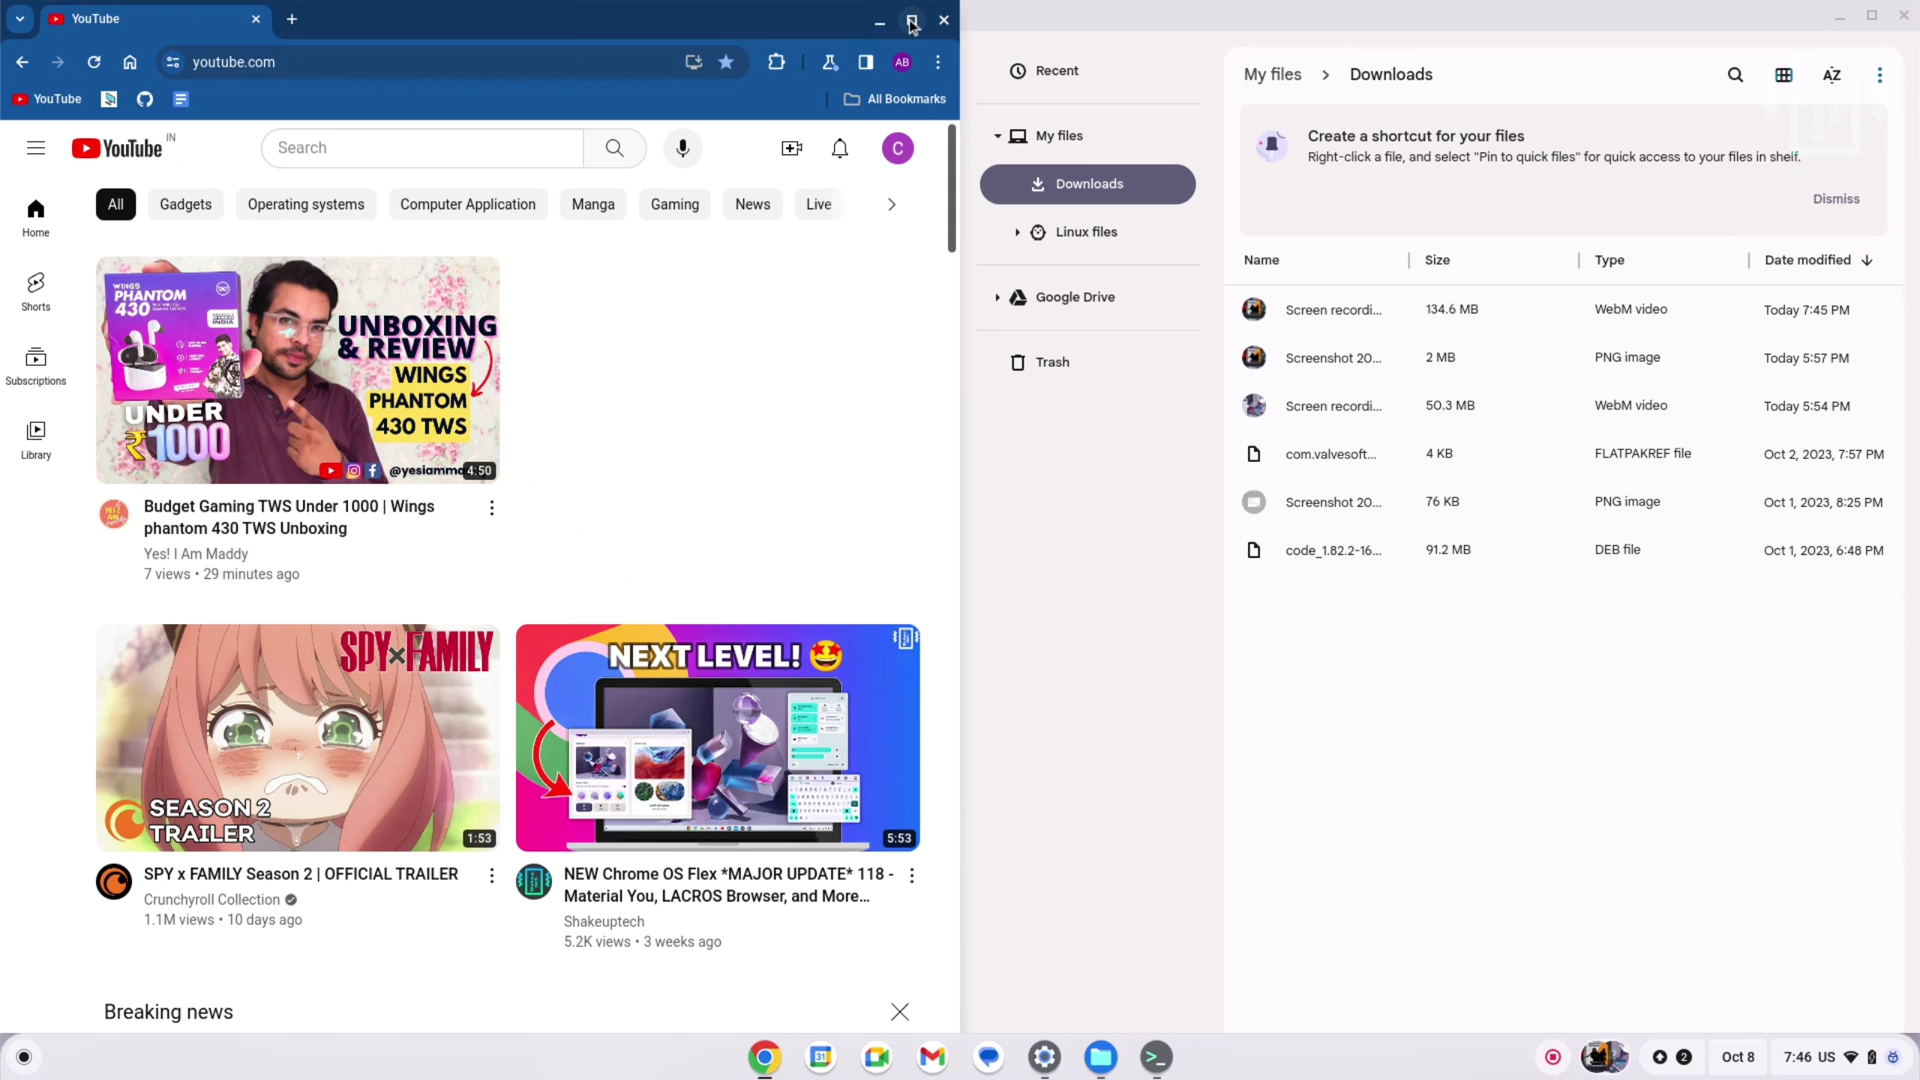 YouTube
youtube.com
AB
YouTube
All Bookmarks
YouTube IN
Search
C
All
Gadgets
Operating systems
Computer Application
Manga
Gaming
News
Live
Home
Shorts
Subscriptions
Library
WINGS
PHANTOM
430
UNBOXING
& REVIEW
WINGS
PHANTOM
430 TWS
UNDER
₹1000
@yesiamma
4:50
Budget Gaming TWS Under 1000 | Wings
phantom 430 TWS Unboxing
Yes! I Am Maddy
7 views • 29 minutes ago
SPY×FAMILY
SEASON 2
TRAILER
1:53
SPY x FAMILY Season 2 | OFFICIAL TRAILER
Crunchyroll Collection
1.1M views • 10 days ago
NEXT LEVEL!
5:53
NEW Chrome OS Flex *MAJOR UPDATE* 118 -
Material You, LACROS Browser, and More...
Shakeuptech
5.2K views • 3 weeks ago
Breaking news
Recent
My files
Downloads
Linux files
Google Drive
Trash
My files
Downloads
AZ
Create a shortcut for your files
Right-click a file, and select "Pin to quick files" for quick access to your files in shelf.
Dismiss
Name Size Type Date modified
Screen recordi... 134.6 MB WebM video Today 7:45 PM
Screenshot 20... 2 MB PNG image Today 5:57 PM
Screen recordi... 50.3 MB WebM video Today 5:54 PM
com.valvesoft... 4 KB FLATPAKREF file Oct 2, 2023, 7:57 PM
Screenshot 20... 76 KB PNG image Oct 1, 2023, 8:25 PM
code_1.82.2-16... 91.2 MB DEB file Oct 1, 2023, 6:48 PM
31
2
Oct 8
7:46 US